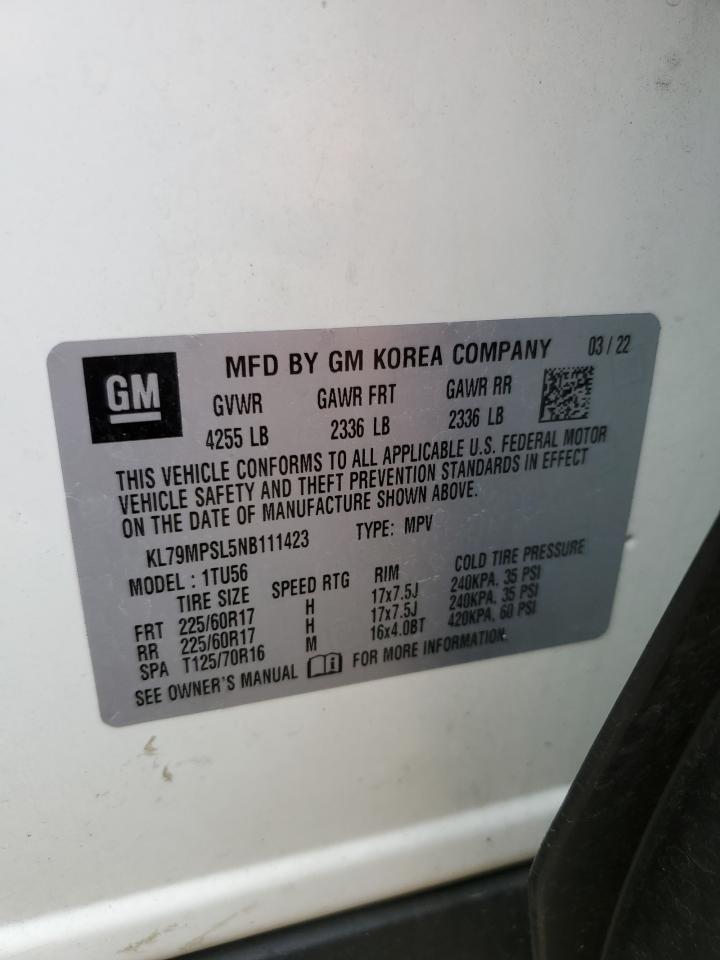 GM
MFD BY GM KOREA COMPANY 03 / 22
GVWR GAWR FRT GAWR RR
4255 LB 2336 LB 2336 LB
THIS VEHICLE CONFORMS TO ALL APPLICABLE U.S. FEDERAL MOTOR
VEHICLE SAFETY AND THEFT PREVENTION STANDARDS IN EFFECT
ON THE DATE OF MANUFACTURE SHOWN ABOVE.
KL79MPSL5NB111423 TYPE: MPV
MODEL : 1TU56
TIRE SIZE SPEED RTG RIM COLD TIRE PRESSURE
FRT 225/60R17 H 17x7.5J 240KPA, 35 PSI
RR 225/60R17 H 17x7.5J 240KPA, 35 PSI
SPA T125/70R16 M 16x4.0BT 420KPA, 60 PSI
SEE OWNER'S MANUAL FOR MORE INFORMATION.